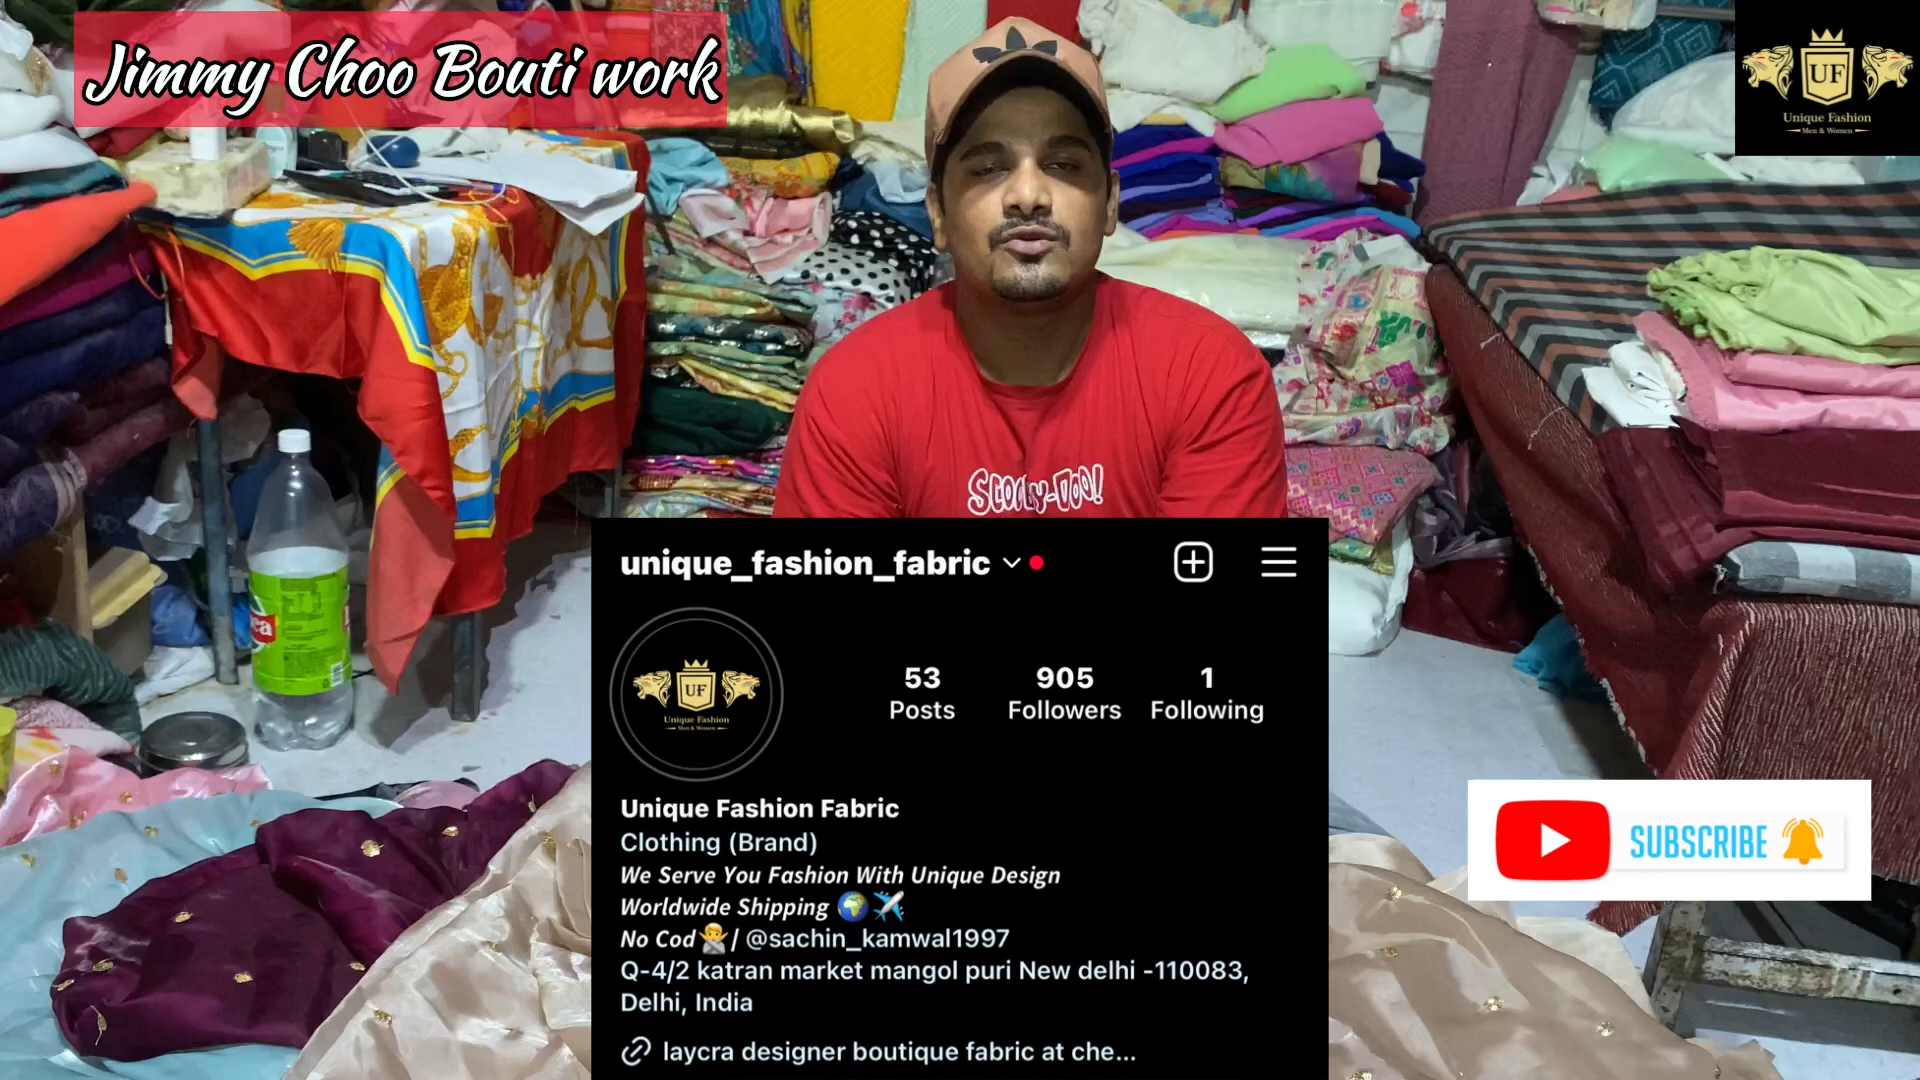 Jimmy Choo Bouti work
UF
Unique Fashion
Men & Women
SCOOBY-DOO!
unique_fashion_fabric
53
905
1
Posts
Followers
Following
UF
Unique Fashion
Men & Women
Unique Fashion Fabric
Clothing (Brand)
We Serve You Fashion With Unique Design
Worldwide Shipping 🌍✈️
No Cod🙅/ @sachin_kamwal1997
Q-4/2 katran market mangol puri New delhi -110083,
Delhi, India
laycra designer boutique fabric at che...
SUBSCRIBE